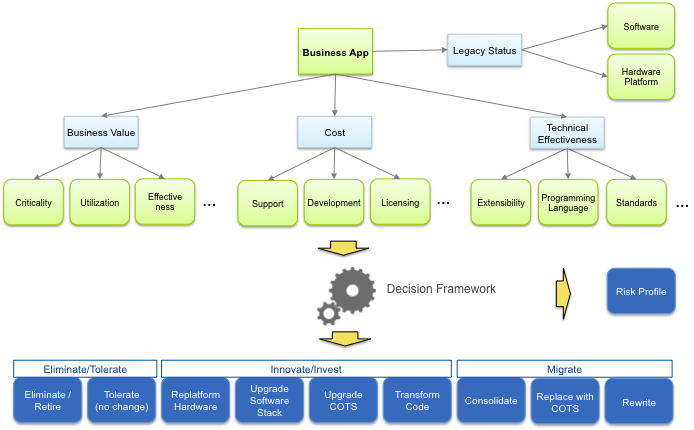 Software
Business App
Legacy Status
Hardware
Platform
Business Value
Cost
Technical
Effectiveness
Criticality
Utilization
Effective
ness
...
Support
Development
Licensing
...
Extensibility
Programming
Language
Standards
...
Decision Framework
Risk Profile
Eliminate/Tolerate
Innovate/Invest
Migrate
Eliminate /
Retire
Tolerate
(no change)
Replatform
Hardware
Upgrade
Software
Stack
Upgrade
COTS
Transform
Code
Consolidate
Replace with
COTS
Rewrite